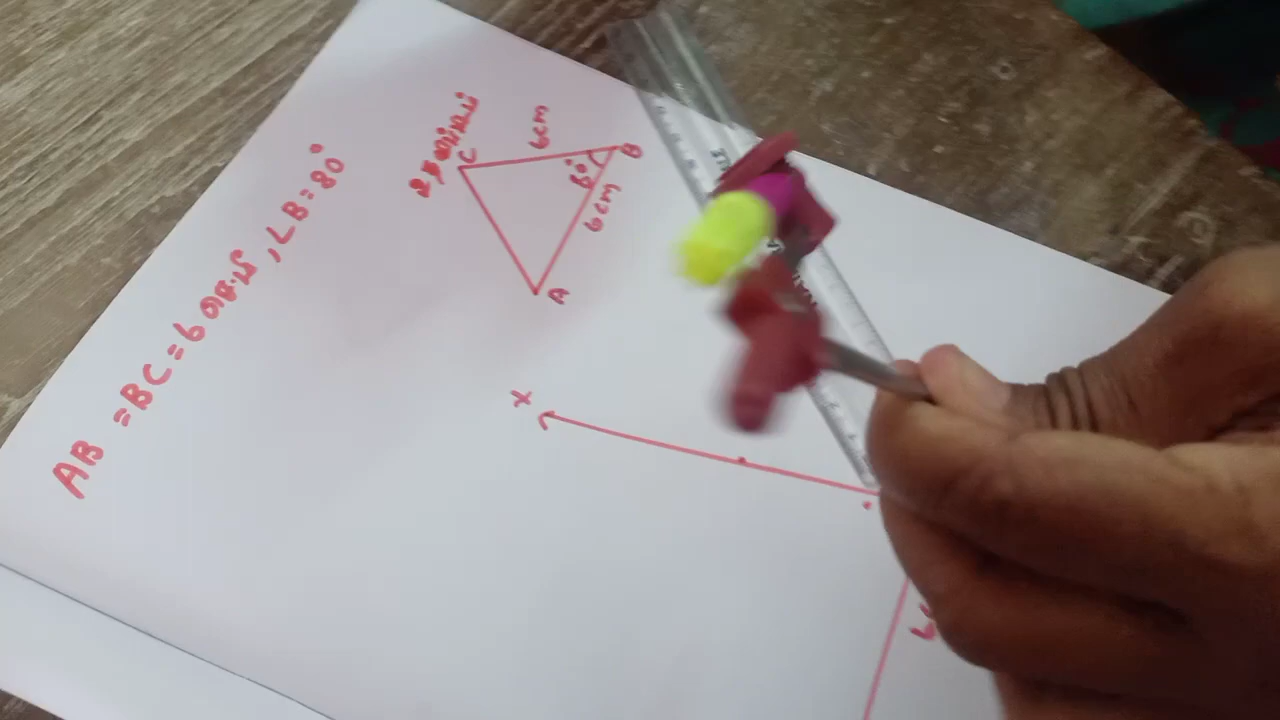 AB = BC = 6 செ.மீ, ∠B = 80°
C
6cm
B
80°
6cm
A
X